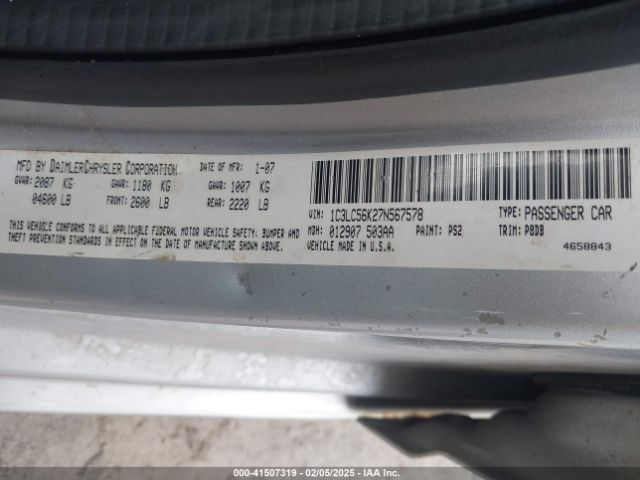 MFD BY DAIMLERCHRYSLER CORPORATION DATE OF MFR: 1-07
GVWR: 2087 KG GAWR: 1180 KG GAWR: 1007 KG
04600 LB FRONT: 2600 LB REAR: 2220 LB
THIS VEHICLE CONFORMS TO ALL APPLICABLE FEDERAL MOTOR VEHICLE SAFETY, BUMPER AND
THEFT PREVENTION STANDARDS IN EFFECT ON THE DATE OF MANUFACTURE SHOWN ABOVE.
VIN: 1C3LC56K27N567578 TYPE: PASSENGER CAR
MDH: 012907 503AA PAINT: PS2 TRIM: PBDB
VEHICLE MADE IN U.S.A. 4658843
000-41507319 | 02/05/2025 | IAA Inc.